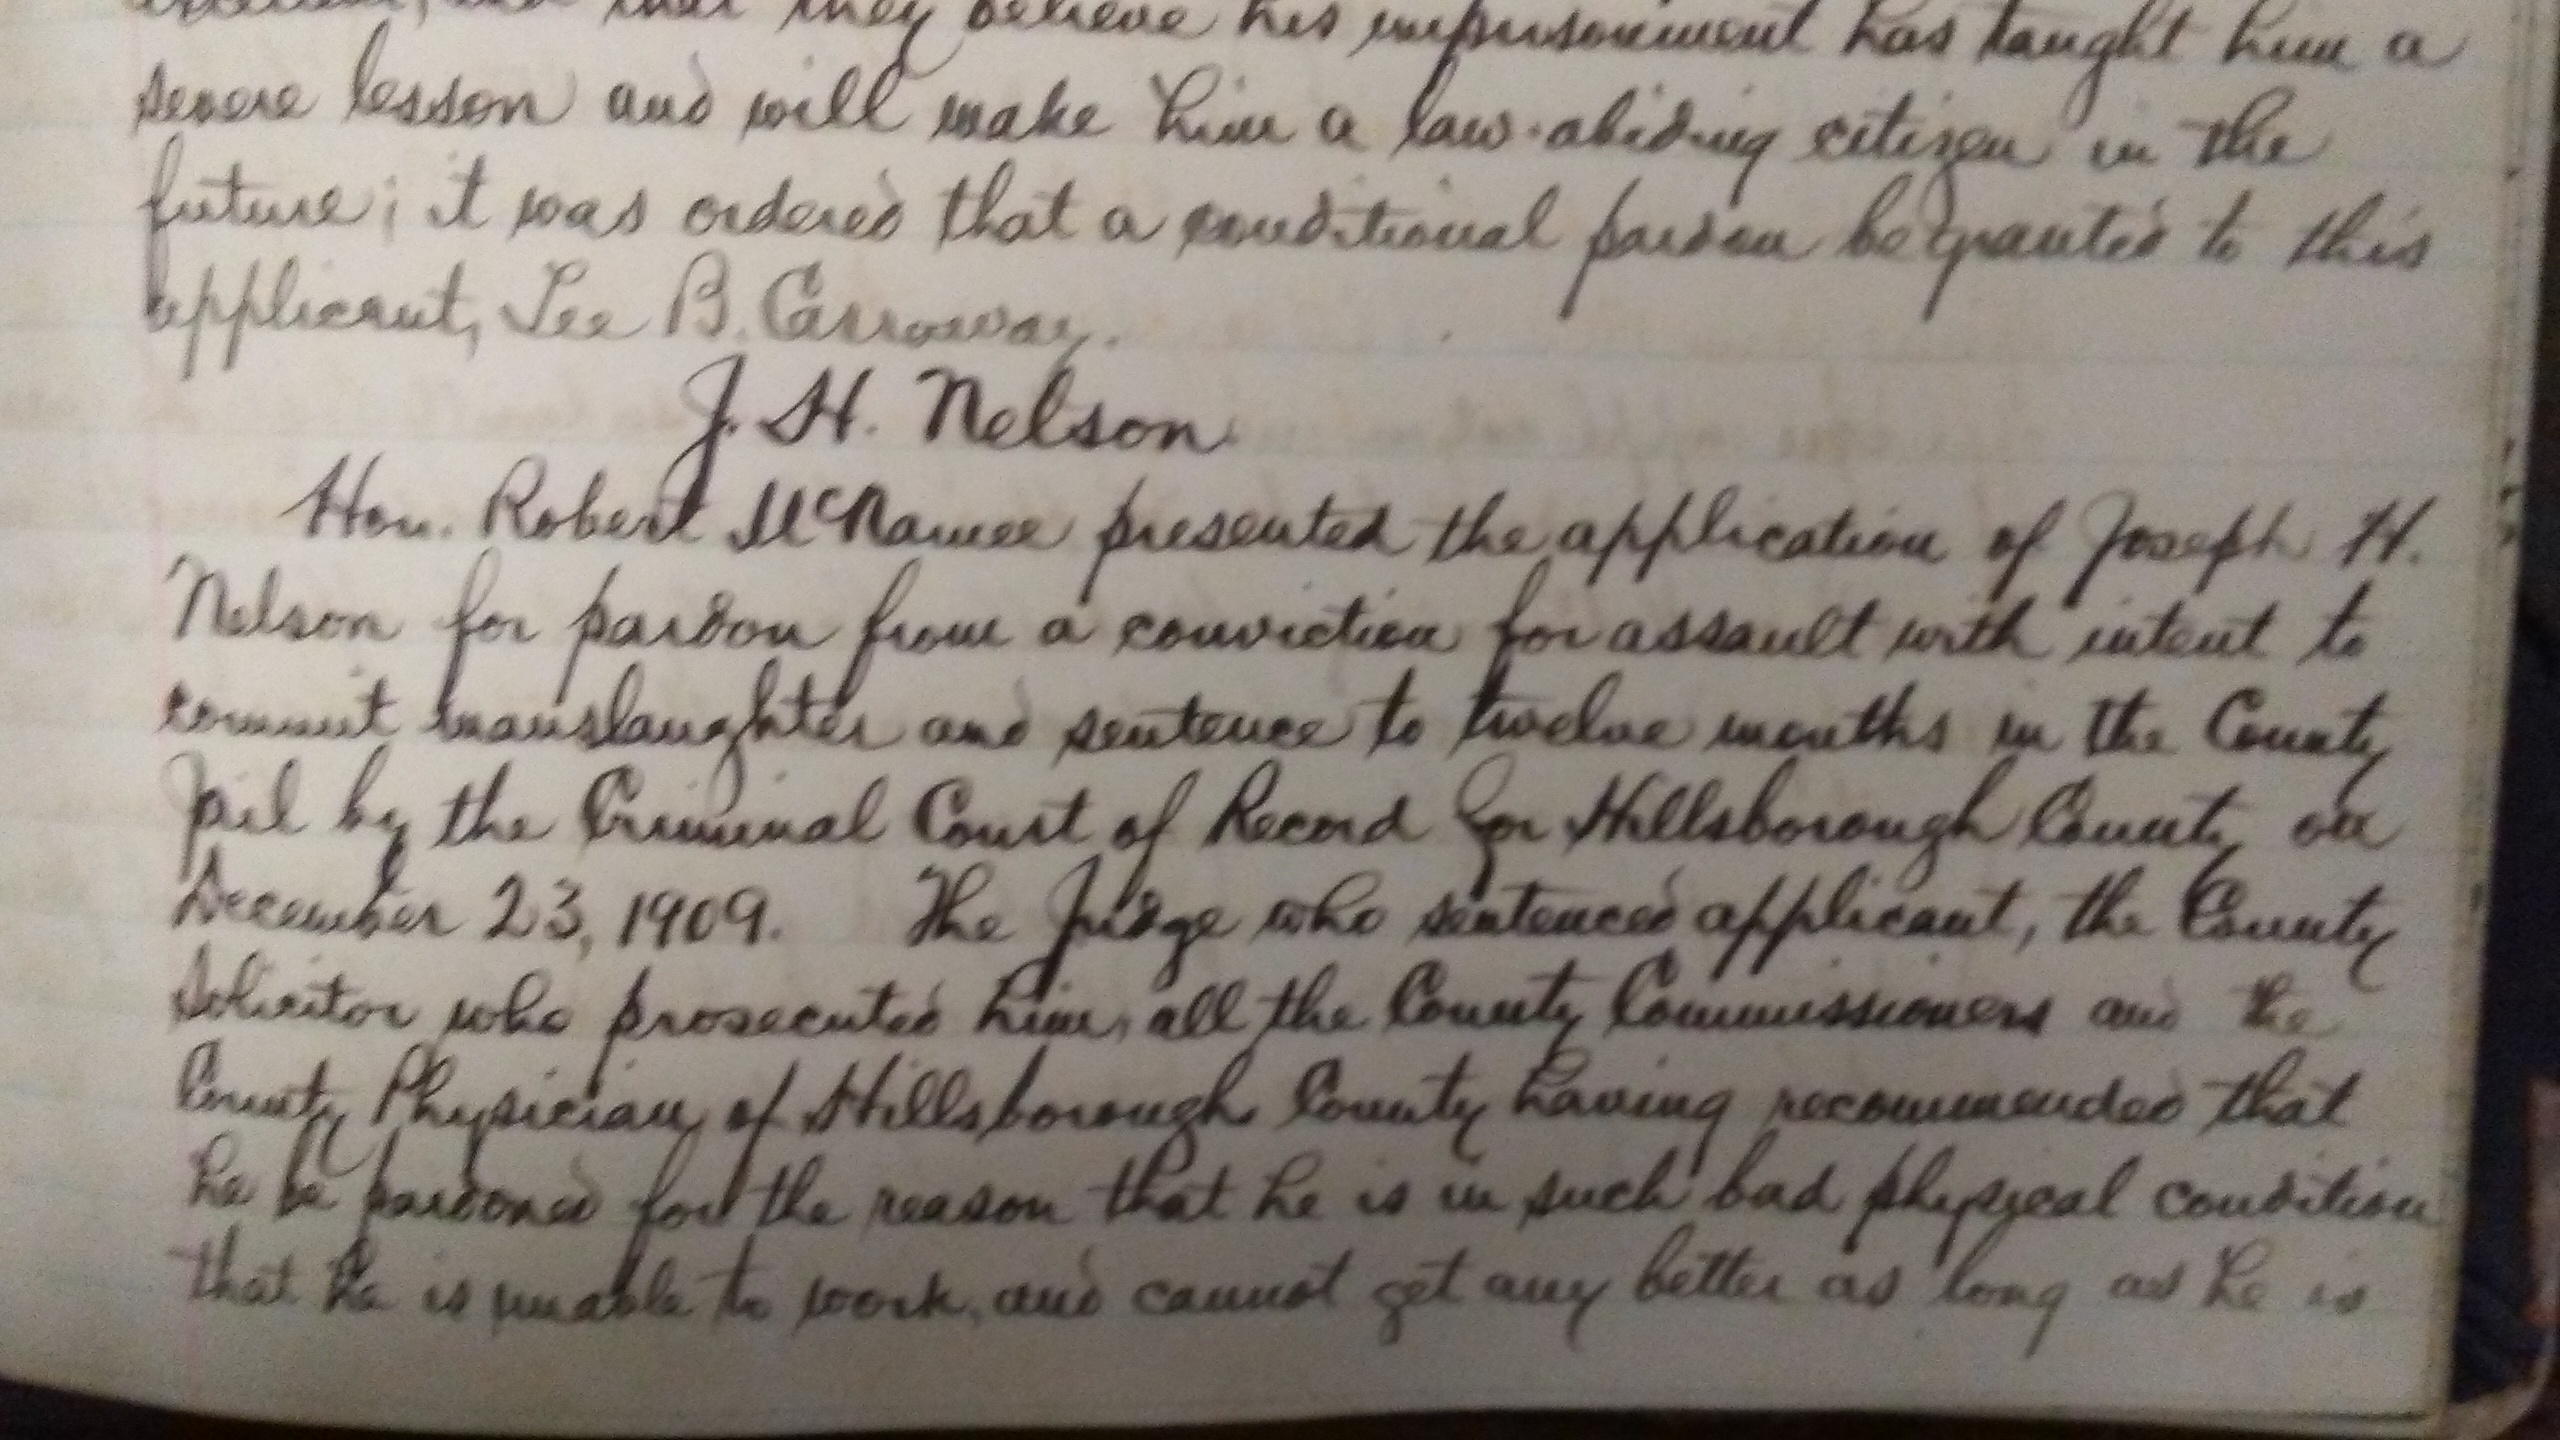 that they believe his imprisonment has taught him a
severe lesson and will make him a law-abiding citizen in the
future; it was ordered that a conditional pardon be granted to this
applicant, Lee B. Carroway.
J. H. Nelson
Hon. Robert McNamee presented the application of Joseph H.
Nelson for pardon from a conviction for assault with intent to
commit manslaughter and sentence to twelve months in the County
jail by the Criminal Court of Record for Hillsborough County on
December 23, 1909. The judge who sentenced applicant, the County
Solicitor who prosecuted him, all the County Commissioners and the
County Physician of Hillsborough County having recommended that
he be pardoned for the reason that he is in such bad physical condition
that he is unable to work, and cannot get any better as long as he is